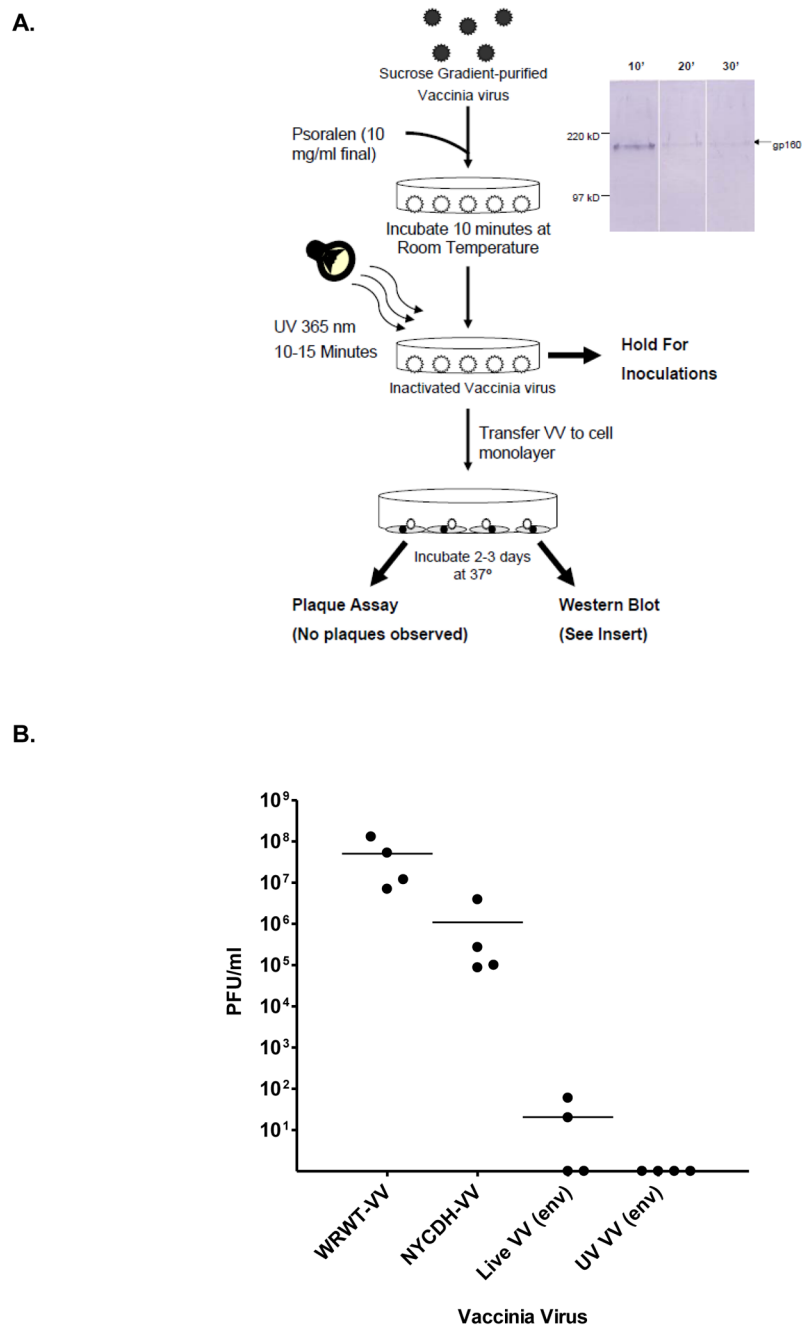 A.
Sucrose Gradient-purified
Vaccinia virus
10' 20' 30'
220 kD
gp160
97 kD
Psoralen (10
mg/ml final)
Incubate 10 minutes at
Room Temperature
UV 365 nm
10-15 Minutes
Hold For
Inoculations
Inactivated Vaccinia virus
Transfer VV to cell
monolayer
Incubate 2-3 days
at 37º
Plaque Assay
(No plaques observed)
Western Blot
(See Insert)
B.
PFU/ml
10⁹
10⁸
10⁷
10⁶
10⁵
10⁴
10³
10²
10¹
WRWT-VV
NYCDH-VV
Live VV (env)
UV VV (env)
Vaccinia Virus